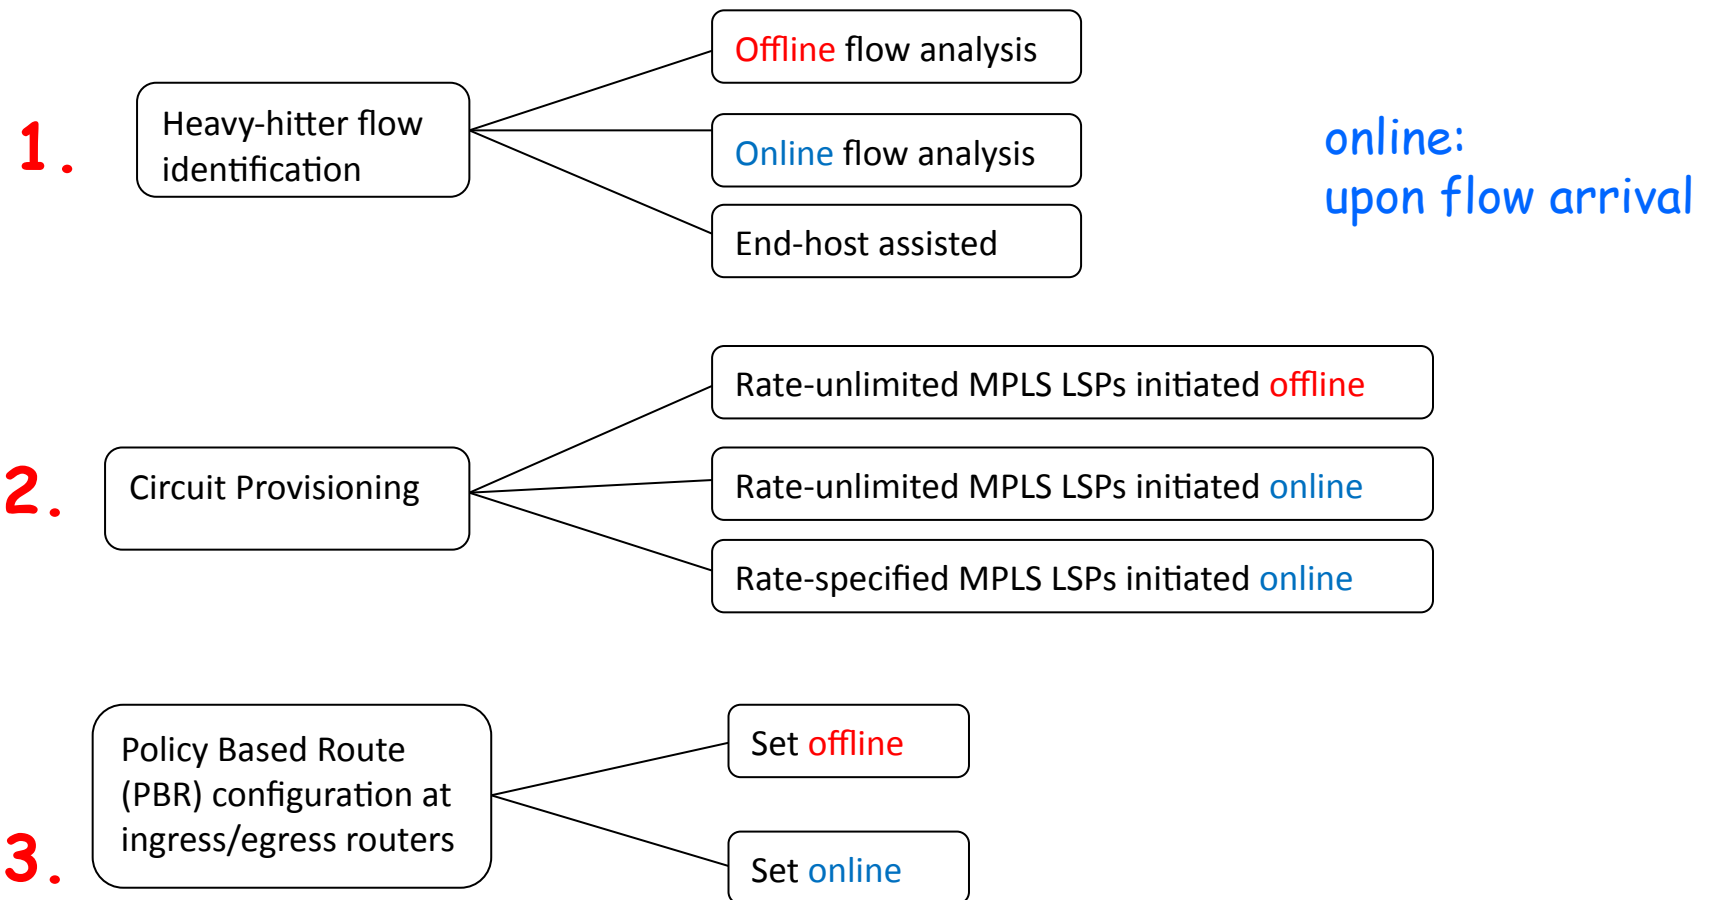 1.
Heavy-hitter flow
identification
Offline flow analysis
Online flow analysis
End-host assisted
online:
upon flow arrival
2.
Circuit Provisioning
Rate-unlimited MPLS LSPs initiated offline
Rate-unlimited MPLS LSPs initiated online
Rate-specified MPLS LSPs initiated online
3.
Policy Based Route
(PBR) configuration at
ingress/egress routers
Set offline
Set online